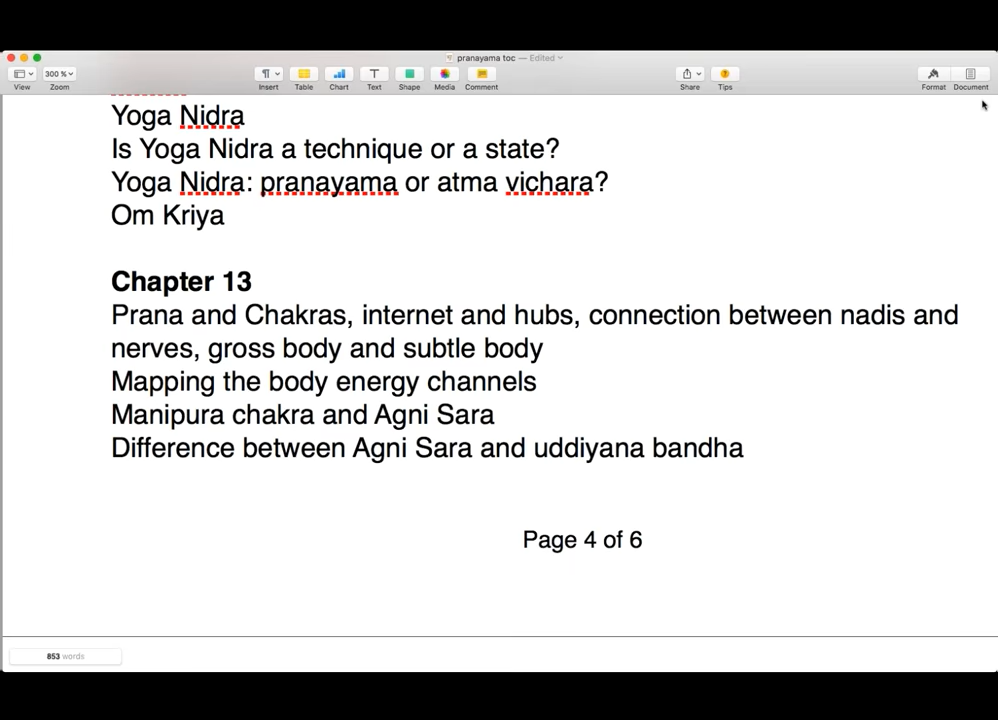 pranayama toc — Edited
300 %
View Zoom Insert Table Chart Text Shape Media Comment Share Tips Format Document
Yoga Nidra
Is Yoga Nidra a technique or a state?
Yoga Nidra: pranayama or atma vichara?
Om Kriya
Chapter 13
Prana and Chakras, internet and hubs, connection between nadis and
nerves, gross body and subtle body
Mapping the body energy channels
Manipura chakra and Agni Sara
Difference between Agni Sara and uddiyana bandha
Page 4 of 6
853 words